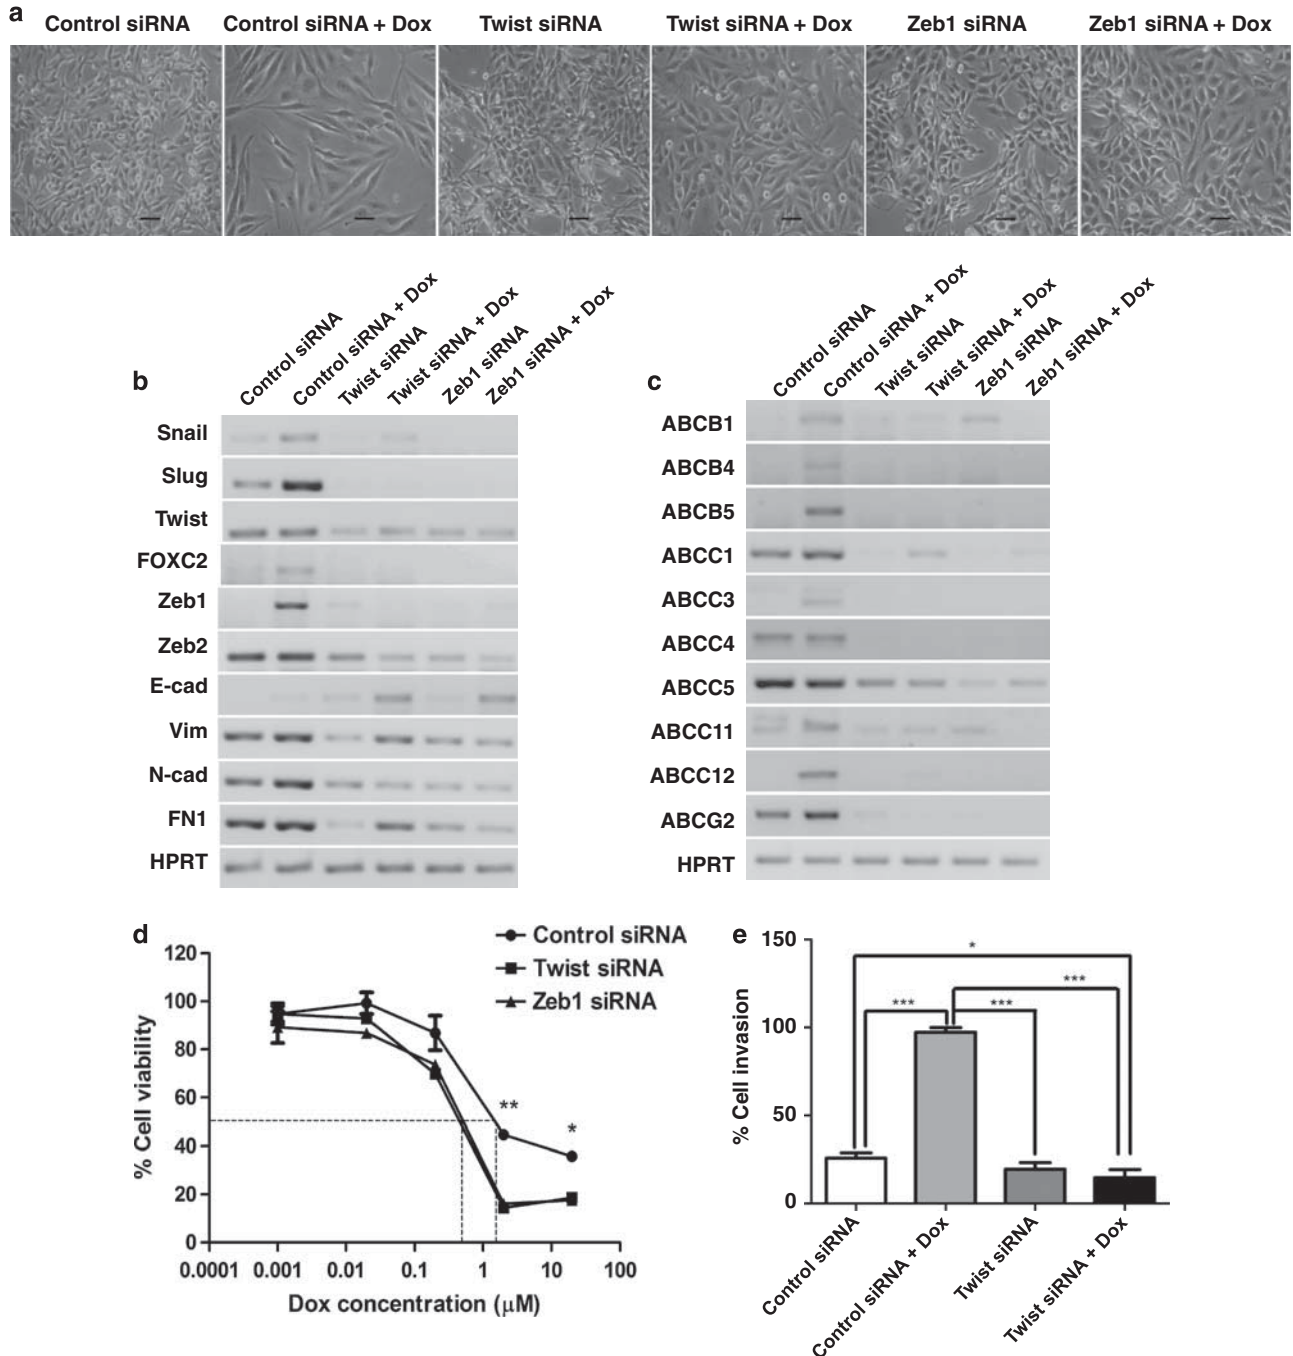 a
Control siRNA
Control siRNA + Dox
Twist siRNA
Twist siRNA + Dox
Zeb1 siRNA
Zeb1 siRNA + Dox
b
Control siRNA
Control siRNA + Dox
Twist siRNA
Twist siRNA + Dox
Zeb1 siRNA
Zeb1 siRNA + Dox
Snail
Slug
Twist
FOXC2
Zeb1
Zeb2
E-cad
Vim
N-cad
FN1
HPRT
c
Control siRNA
Control siRNA + Dox
Twist siRNA
Twist siRNA + Dox
Zeb1 siRNA
Zeb1 siRNA + Dox
ABCB1
ABCB4
ABCB5
ABCC1
ABCC3
ABCC4
ABCC5
ABCC11
ABCC12
ABCG2
HPRT
d
Control siRNA
Twist siRNA
Zeb1 siRNA
% Cell viability
120
100
80
60
40
20
0
**
*
0.0001 0.001 0.01 0.1 1 10 100
Dox concentration (μM)
e
% Cell invasion
150
100
50
0
*
***
***
***
Control siRNA
Control siRNA + Dox
Twist siRNA
Twist siRNA + Dox